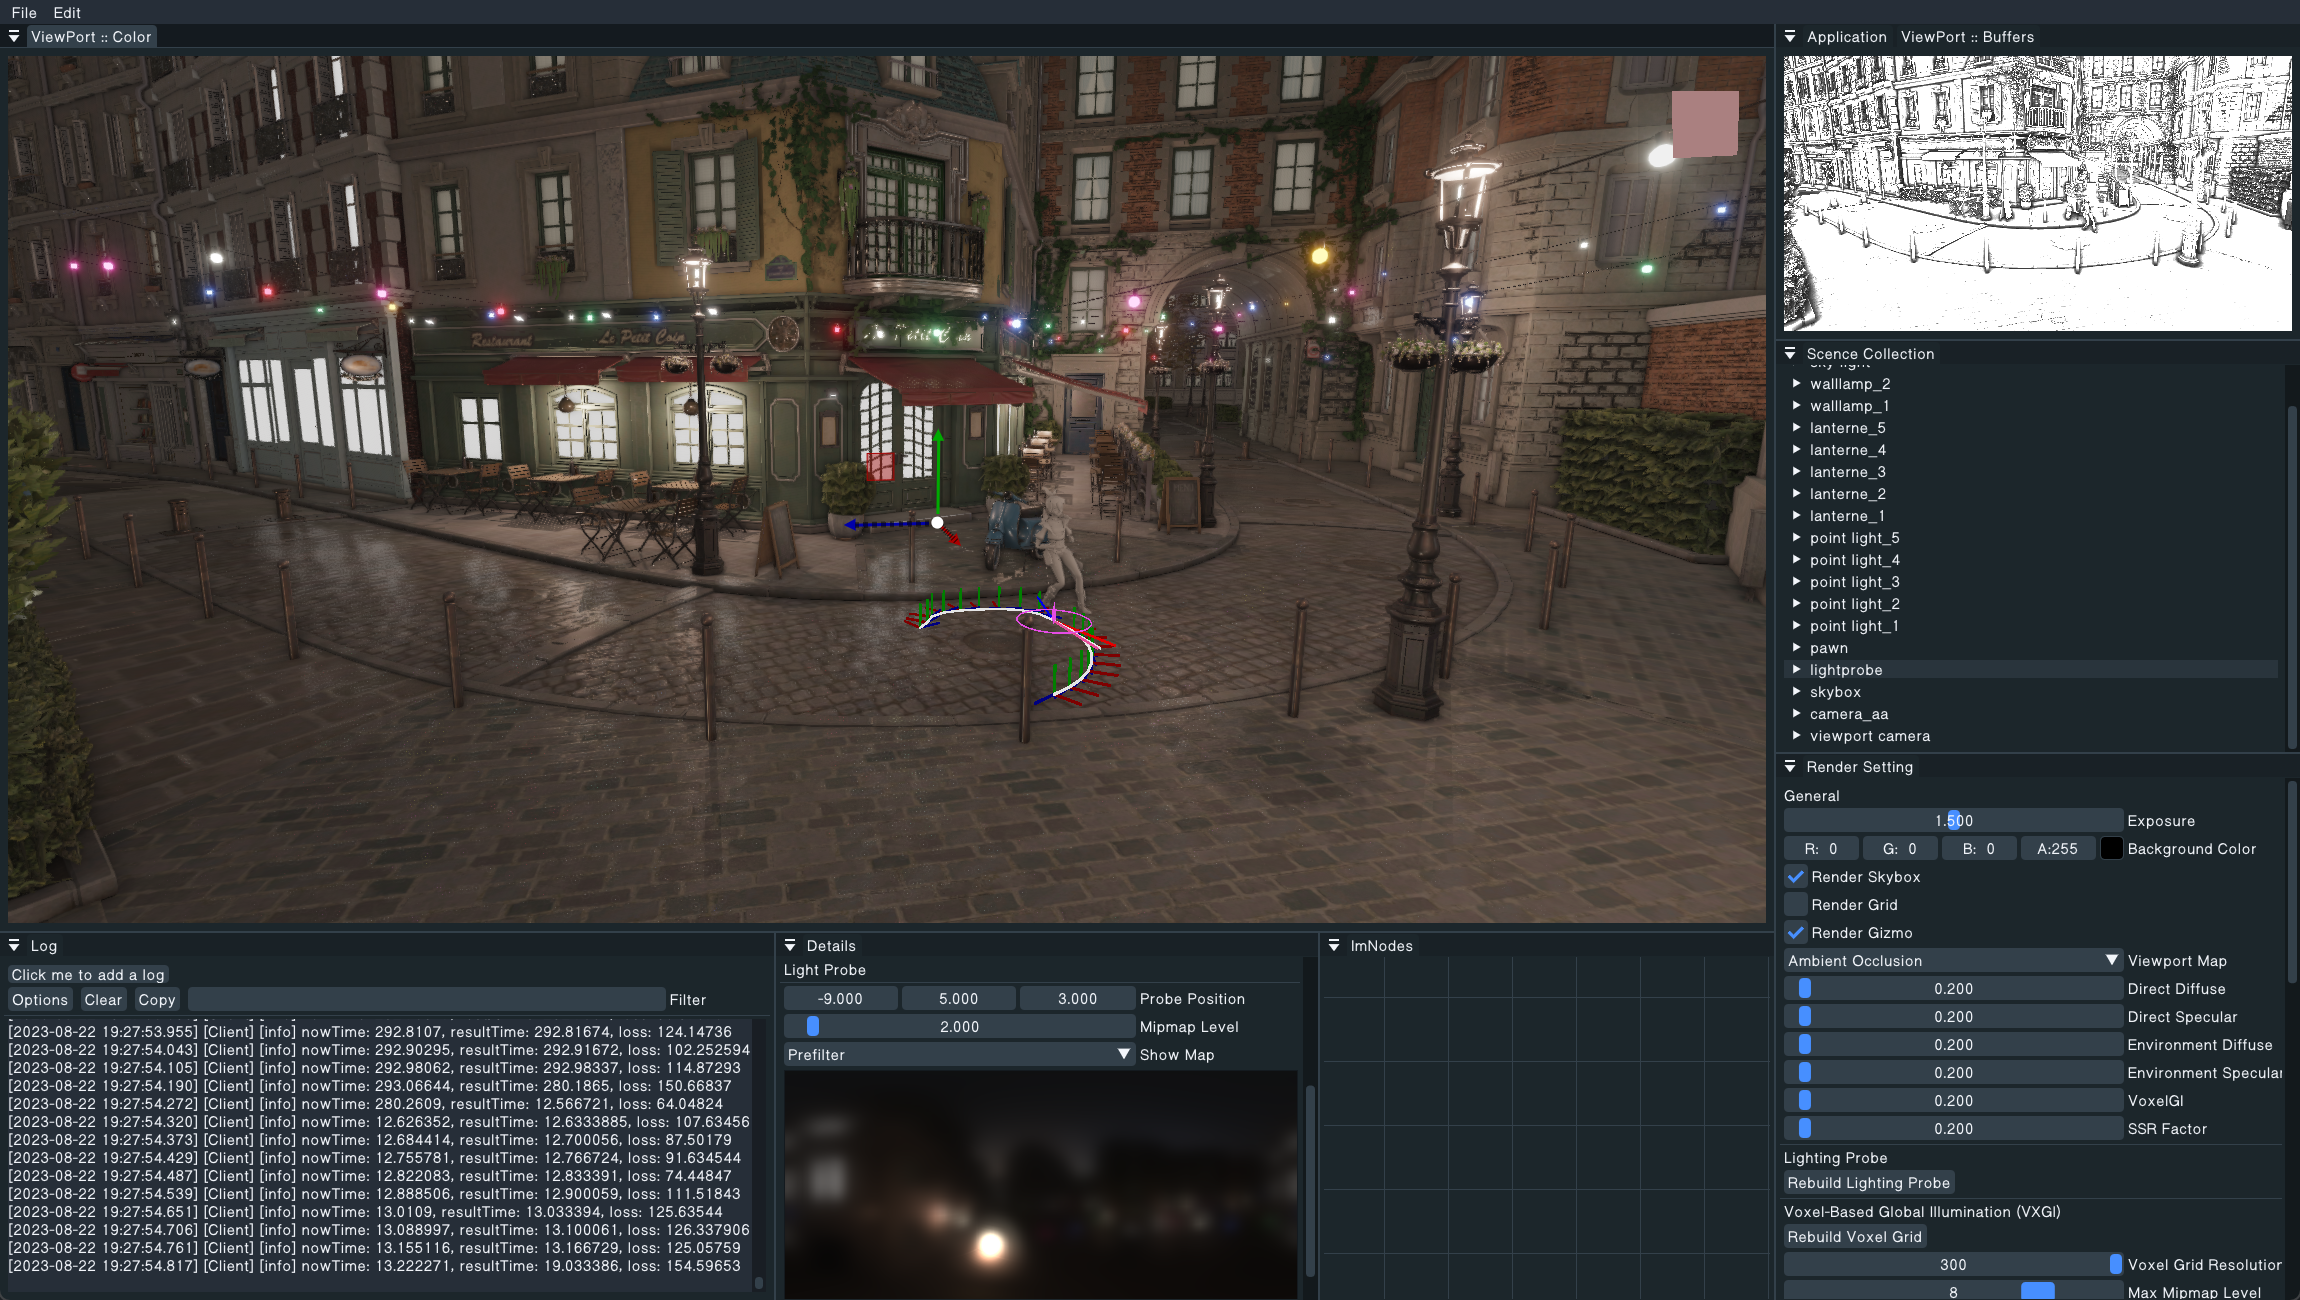 File Edit
ViewPort :: Color
Restaurant Le Petit Coin
Log
Click me to add a log
Options Clear Copy Filter
[2023-08-22 19:27:53.955] [Client] [info] nowTime: 292.8107, resultTime: 292.81674, loss: 124.14736
[2023-08-22 19:27:54.043] [Client] [info] nowTime: 292.90295, resultTime: 292.91672, loss: 102.252594
[2023-08-22 19:27:54.105] [Client] [info] nowTime: 292.98062, resultTime: 292.98337, loss: 114.87293
[2023-08-22 19:27:54.190] [Client] [info] nowTime: 293.06644, resultTime: 280.1865, loss: 150.66837
[2023-08-22 19:27:54.272] [Client] [info] nowTime: 280.2609, resultTime: 12.566721, loss: 64.04824
[2023-08-22 19:27:54.320] [Client] [info] nowTime: 12.626352, resultTime: 12.6333885, loss: 107.63456
[2023-08-22 19:27:54.373] [Client] [info] nowTime: 12.684414, resultTime: 12.700056, loss: 87.50179
[2023-08-22 19:27:54.429] [Client] [info] nowTime: 12.755781, resultTime: 12.766724, loss: 91.634544
[2023-08-22 19:27:54.487] [Client] [info] nowTime: 12.822083, resultTime: 12.833391, loss: 74.44847
[2023-08-22 19:27:54.539] [Client] [info] nowTime: 12.888506, resultTime: 12.900059, loss: 111.51843
[2023-08-22 19:27:54.651] [Client] [info] nowTime: 13.0109, resultTime: 13.033394, loss: 125.63544
[2023-08-22 19:27:54.706] [Client] [info] nowTime: 13.088997, resultTime: 13.100061, loss: 126.337906
[2023-08-22 19:27:54.761] [Client] [info] nowTime: 13.155116, resultTime: 13.166729, loss: 125.05759
[2023-08-22 19:27:54.817] [Client] [info] nowTime: 13.222271, resultTime: 19.033386, loss: 154.59653
Details
Light Probe
-9.000 5.000 3.000 Probe Position
2.000 Mipmap Level
Prefilter Show Map
ImNodes
Application ViewPort :: Buffers
Scence Collection
sky light
walllamp_2
walllamp_1
lanterne_5
lanterne_4
lanterne_3
lanterne_2
lanterne_1
point light_5
point light_4
point light_3
point light_2
point light_1
pawn
lightprobe
skybox
camera_aa
viewport camera
Render Setting
General
1.500 Exposure
R: 0 G: 0 B: 0 A:255 Background Color
Render Skybox
Render Grid
Render Gizmo
Ambient Occlusion Viewport Map
0.200 Direct Diffuse
0.200 Direct Specular
0.200 Environment Diffuse
0.200 Environment Specular
0.200 VoxelGI
0.200 SSR Factor
Lighting Probe
Rebuild Lighting Probe
Voxel-Based Global Illumination (VXGI)
Rebuild Voxel Grid
300 Voxel Grid Resolution
8 Max Mipmap Level